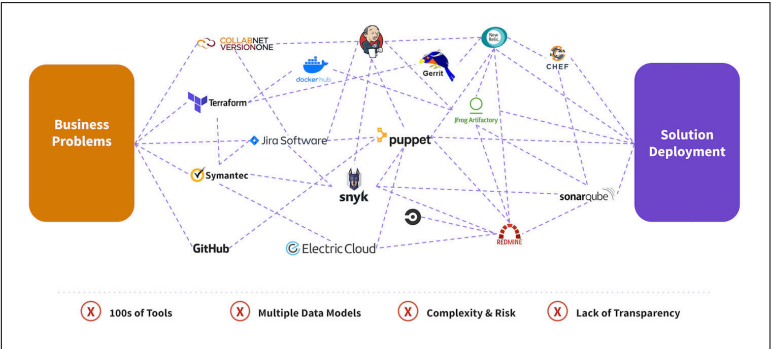 Business
Problems
COLLABNET
VERSIONONE
New
Relic.
CHEF
dockerhub
Gerrit
Terraform
JFrog Artifactory
Jira Software
puppet
Solution
Deployment
Symantec
snyk
sonarqube
GitHub
Electric Cloud
REDMINE
X 100s of Tools
X Multiple Data Models
X Complexity & Risk
X Lack of Transparency